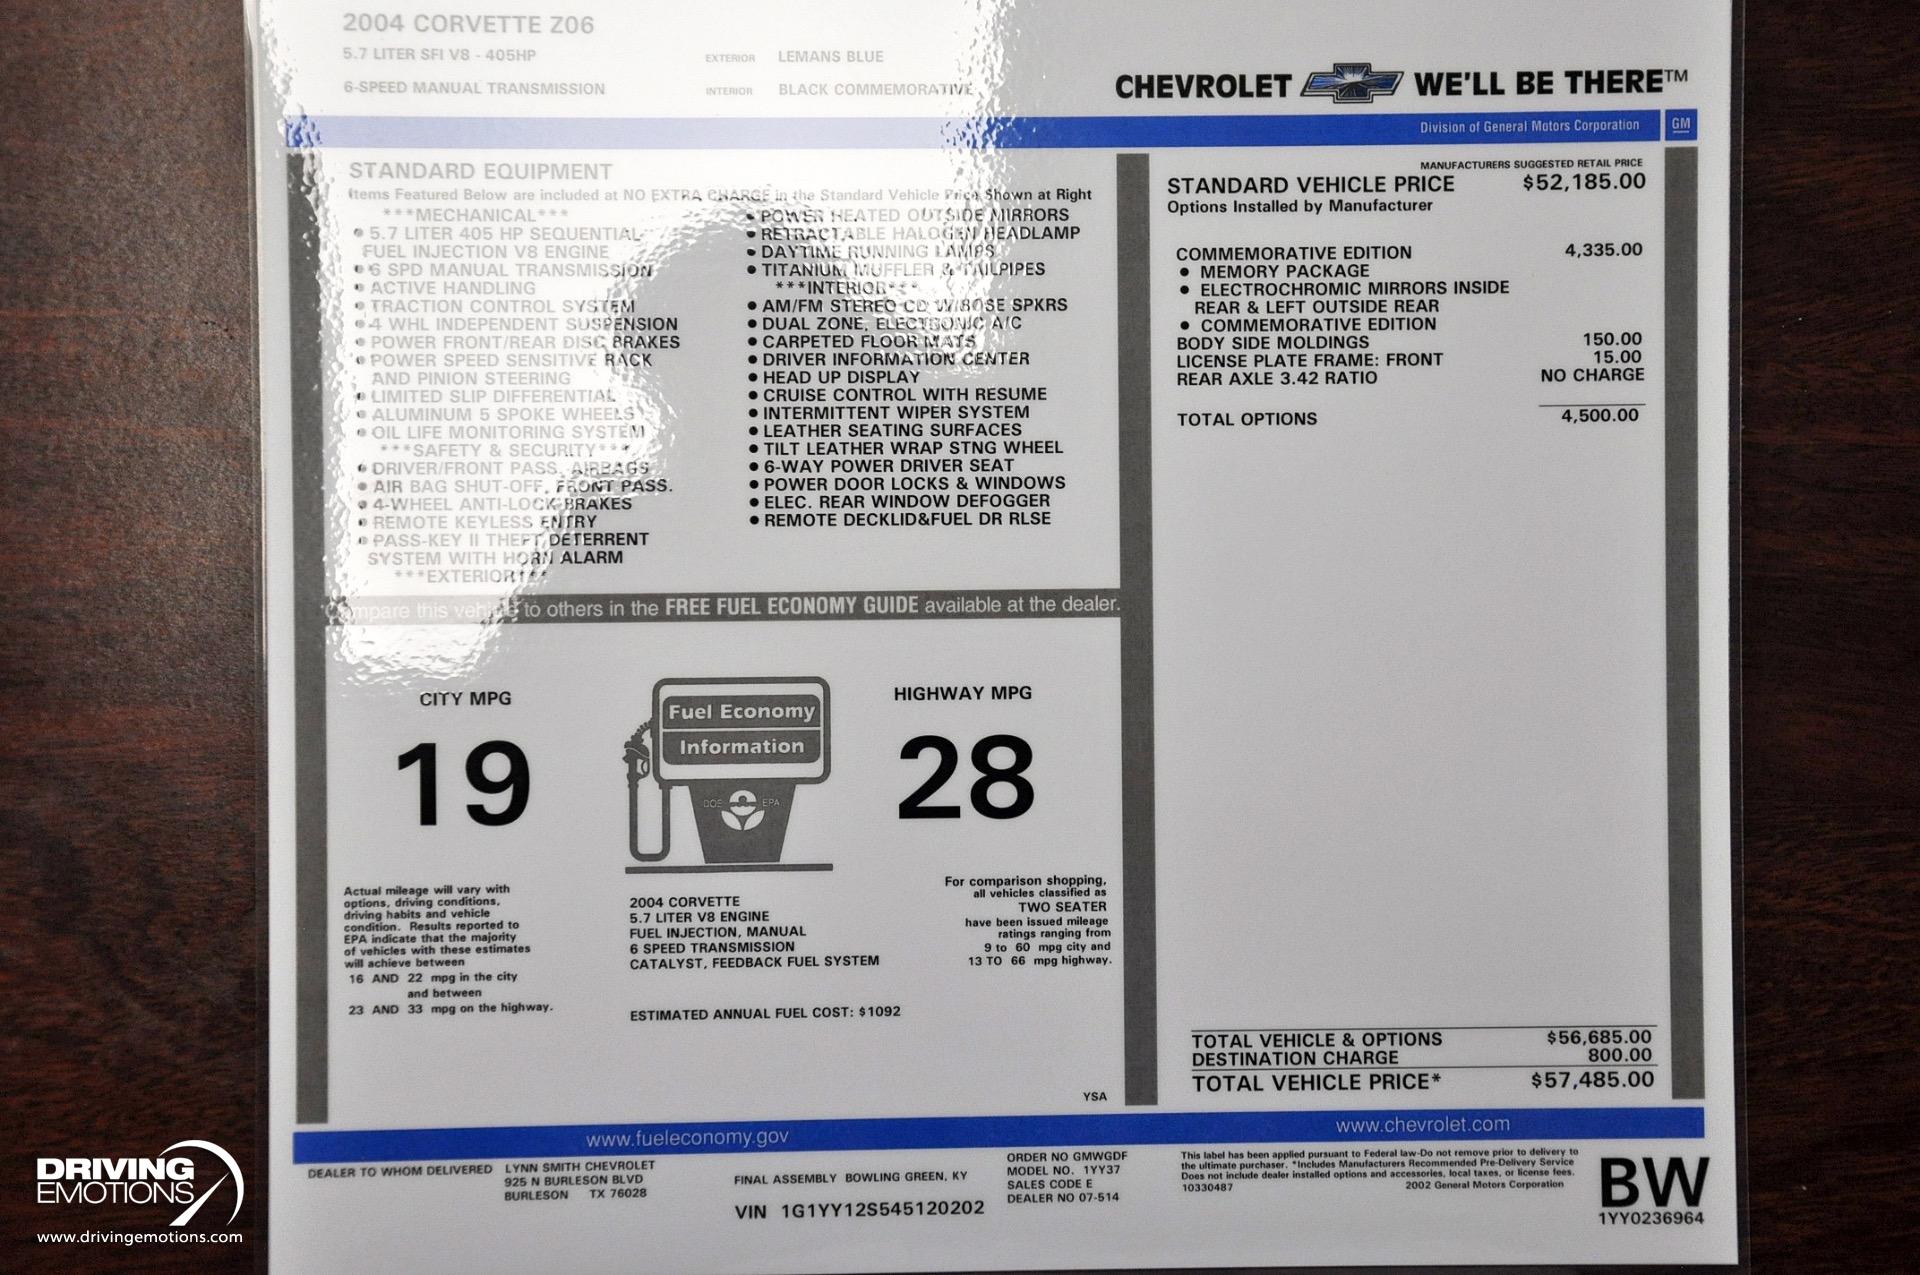 2004 CORVETTE Z06
5.7 LITER SFI V8 - 405HP
EXTERIOR LEMANS BLUE
6-SPEED MANUAL TRANSMISSION
INTERIOR BLACK COMMEMORATIVE
CHEVROLET WE'LL BE THERE™
Division of General Motors Corporation GM
STANDARD EQUIPMENT
Items Featured Below are included at NO EXTRA CHARGE in the Standard Vehicle Price Shown at Right
***MECHANICAL***
• 5.7 LITER 405 HP SEQUENTIAL
FUEL INJECTION V8 ENGINE
• 6 SPD MANUAL TRANSMISSION
• ACTIVE HANDLING
• TRACTION CONTROL SYSTEM
• 4 WHL INDEPENDENT SUSPENSION
• POWER FRONT/REAR DISC BRAKES
• POWER SPEED SENSITIVE RACK
AND PINION STEERING
• LIMITED SLIP DIFFERENTIAL
• ALUMINUM 5 SPOKE WHEELS
• OIL LIFE MONITORING SYSTEM
***SAFETY & SECURITY***
• DRIVER/FRONT PASS. AIRBAGS
• AIR BAG SHUT-OFF, FRONT PASS.
• 4-WHEEL ANTI-LOCK BRAKES
• REMOTE KEYLESS ENTRY
• PASS-KEY II THEFT DETERRENT
SYSTEM WITH HORN ALARM
***EXTERIOR***
• POWER HEATED OUTSIDE MIRRORS
• RETRACTABLE HALOGEN HEADLAMP
• DAYTIME RUNNING LAMPS
• TITANIUM MUFFLER & TAILPIPES
***INTERIOR***
• AM/FM STEREO CD W/BOSE SPKRS
• DUAL ZONE, ELECTRONIC A/C
• CARPETED FLOOR MATS
• DRIVER INFORMATION CENTER
• HEAD UP DISPLAY
• CRUISE CONTROL WITH RESUME
• INTERMITTENT WIPER SYSTEM
• LEATHER SEATING SURFACES
• TILT LEATHER WRAP STNG WHEEL
• 6-WAY POWER DRIVER SEAT
• POWER DOOR LOCKS & WINDOWS
• ELEC. REAR WINDOW DEFOGGER
• REMOTE DECKLID&FUEL DR RLSE
MANUFACTURERS SUGGESTED RETAIL PRICE
STANDARD VEHICLE PRICE $52,185.00
Options Installed by Manufacturer
COMMEMORATIVE EDITION 4,335.00
• MEMORY PACKAGE
• ELECTROCHROMIC MIRRORS INSIDE
REAR & LEFT OUTSIDE REAR
• COMMEMORATIVE EDITION
BODY SIDE MOLDINGS 150.00
LICENSE PLATE FRAME: FRONT 15.00
REAR AXLE 3.42 RATIO NO CHARGE
TOTAL OPTIONS 4,500.00
Compare this vehicle to others in the FREE FUEL ECONOMY GUIDE available at the dealer.
CITY MPG
19
Fuel Economy
Information
DOE EPA
HIGHWAY MPG
28
Actual mileage will vary with
options, driving conditions,
driving habits and vehicle
condition. Results reported to
EPA indicate that the majority
of vehicles with these estimates
will achieve between
16 AND 22 mpg in the city
and between
23 AND 33 mpg on the highway.
2004 CORVETTE
5.7 LITER V8 ENGINE
FUEL INJECTION, MANUAL
6 SPEED TRANSMISSION
CATALYST, FEEDBACK FUEL SYSTEM
ESTIMATED ANNUAL FUEL COST: $1092
For comparison shopping,
all vehicles classified as
TWO SEATER
have been issued mileage
ratings ranging from
9 to 60 mpg city and
13 TO 66 mpg highway.
YSA
TOTAL VEHICLE & OPTIONS $56,685.00
DESTINATION CHARGE 800.00
TOTAL VEHICLE PRICE* $57,485.00
www.fueleconomy.gov
www.chevrolet.com
DEALER TO WHOM DELIVERED LYNN SMITH CHEVROLET
925 N BURLESON BLVD
BURLESON TX 76028
FINAL ASSEMBLY BOWLING GREEN, KY
VIN 1G1YY12S545120202
ORDER NO GMWGDF
MODEL NO. 1YY37
SALES CODE E
DEALER NO 07-514
This label has been applied pursuant to Federal law-Do not remove prior to delivery to
the ultimate purchaser. *Includes Manufacturers Recommended Pre-Delivery Service
Does not include dealer installed options and accessories, local taxes, or license fees.
10330487 2002 General Motors Corporation
BW
1YY0236964
DRIVING
EMOTIONS
www.drivingemotions.com